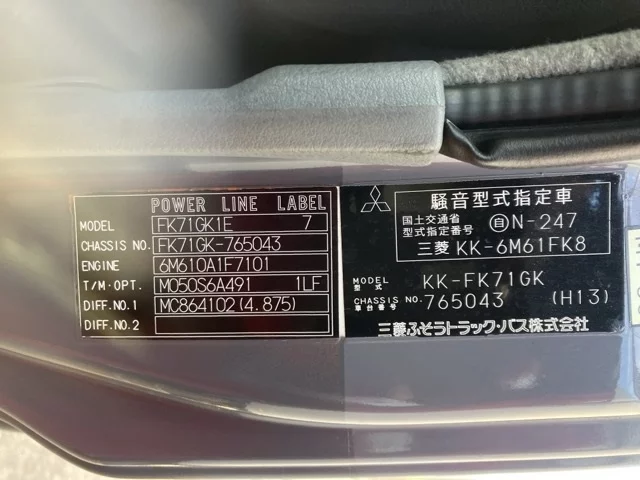 POWER LINE LABEL
MODEL FK71GK1E 7
CHASSIS NO. FK71GK-765043
ENGINE 6M610A1F7101
T/M・OPT. M050S6A491 1LF
DIFF.NO.1 MC864102(4.875)
DIFF.NO.2
騒音型式指定車
国土交通省
型式指定番号 自N-247
三菱 KK-6M61FK8
MODEL
型式 KK-FK71GK
CHASSIS NO.
車台番号 765043 (H13)
三菱ふそうトラック・バス株式会社